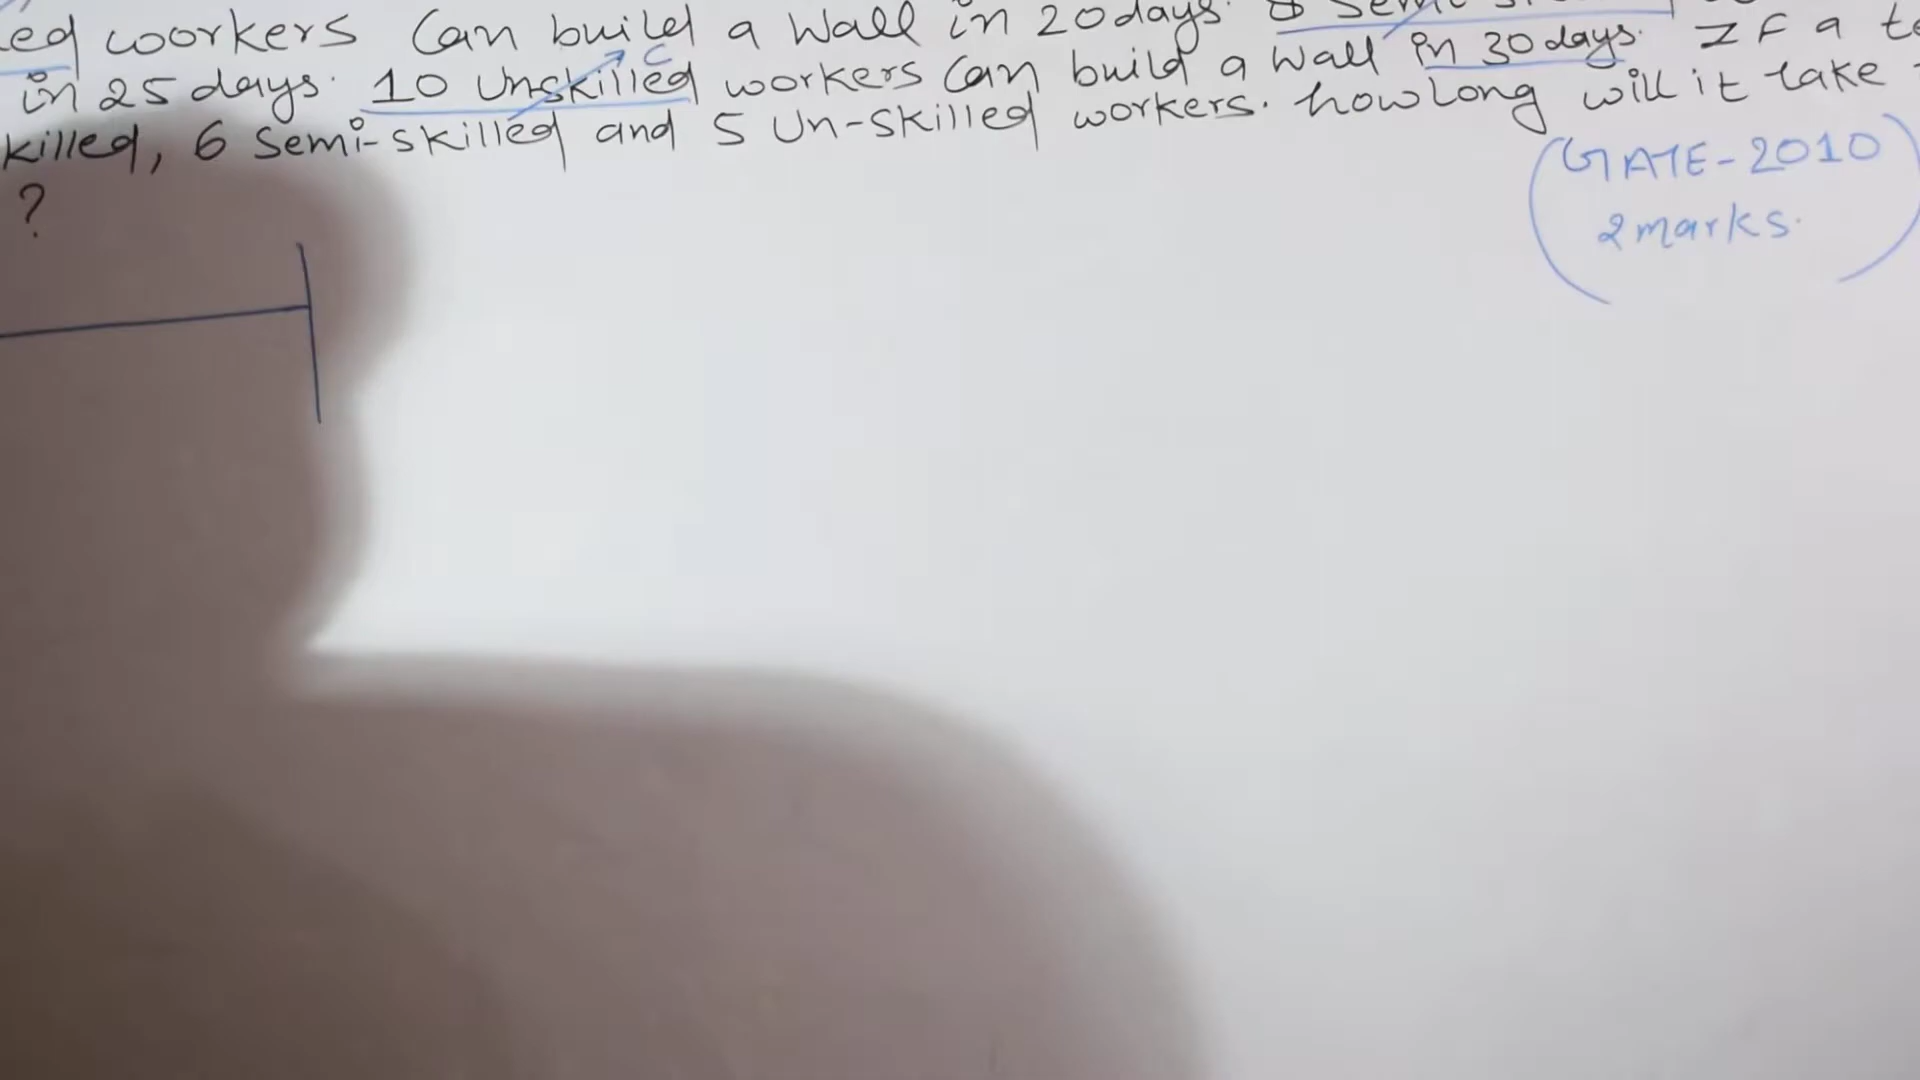 ed workers Can build a wall in 20 days. 8 Semi
in 25 days. 10 Unskilled workers Can build a wall in 30 days. IF a te
C
killed, 6 Semi-skilled and 5 Un-skilled workers. how long will it take
?
(GATE-2010
2 marks.)